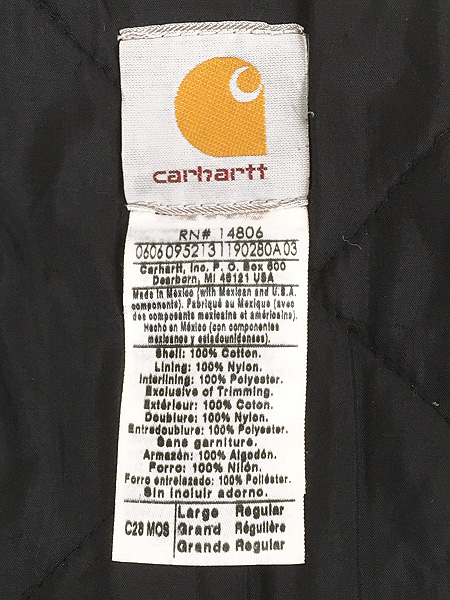 carhartt
RN# 14806
0606095213119O280A03
Carhartt, Inc. P. O. Box 600
Dearborn, MI 48121 USA
Made in Mexico (with Mexican and U.S.A.
components). Fabriqué au Mexique (avec
des composants mexicains et américains).
Hecho en México (con componentes
mexicanos y estadounidenses).
Shell: 100% Cotton.
Lining: 100% Nylon.
Interlining: 100% Polyester.
Exclusive of Trimming.
Extérieur: 100% Coton.
Doublure: 100% Nylon.
Entredoublure: 100% Polyester.
Sans garniture.
Armazón: 100% Algodón.
Forro: 100% Nilón.
Forro entrelazado: 100% Poliéster.
Sin incluir adorno.
C28 MOS
Large Regular
Grand Régulière
Grande Regular